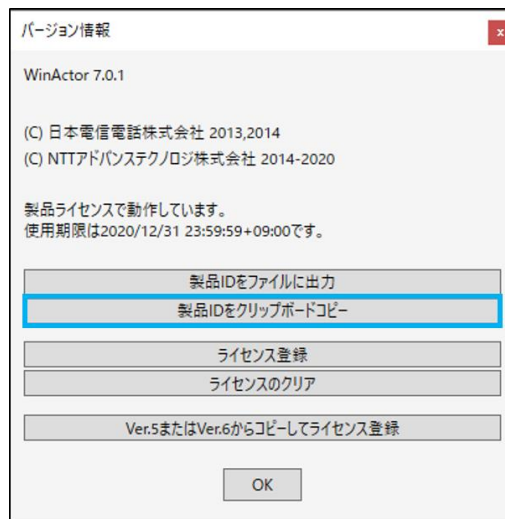 バージョン情報
x
WinActor 7.0.1
(C) 日本電信電話株式会社 2013,2014
(C) NTTアドバンステクノロジ株式会社 2014-2020
製品ライセンスで動作しています。
使用期限は2020/12/31 23:59:59+09:00です。
製品IDをファイルに出力
製品IDをクリップボードコピー
ライセンス登録
ライセンスのクリア
Ver.5またはVer.6からコピーしてライセンス登録
OK